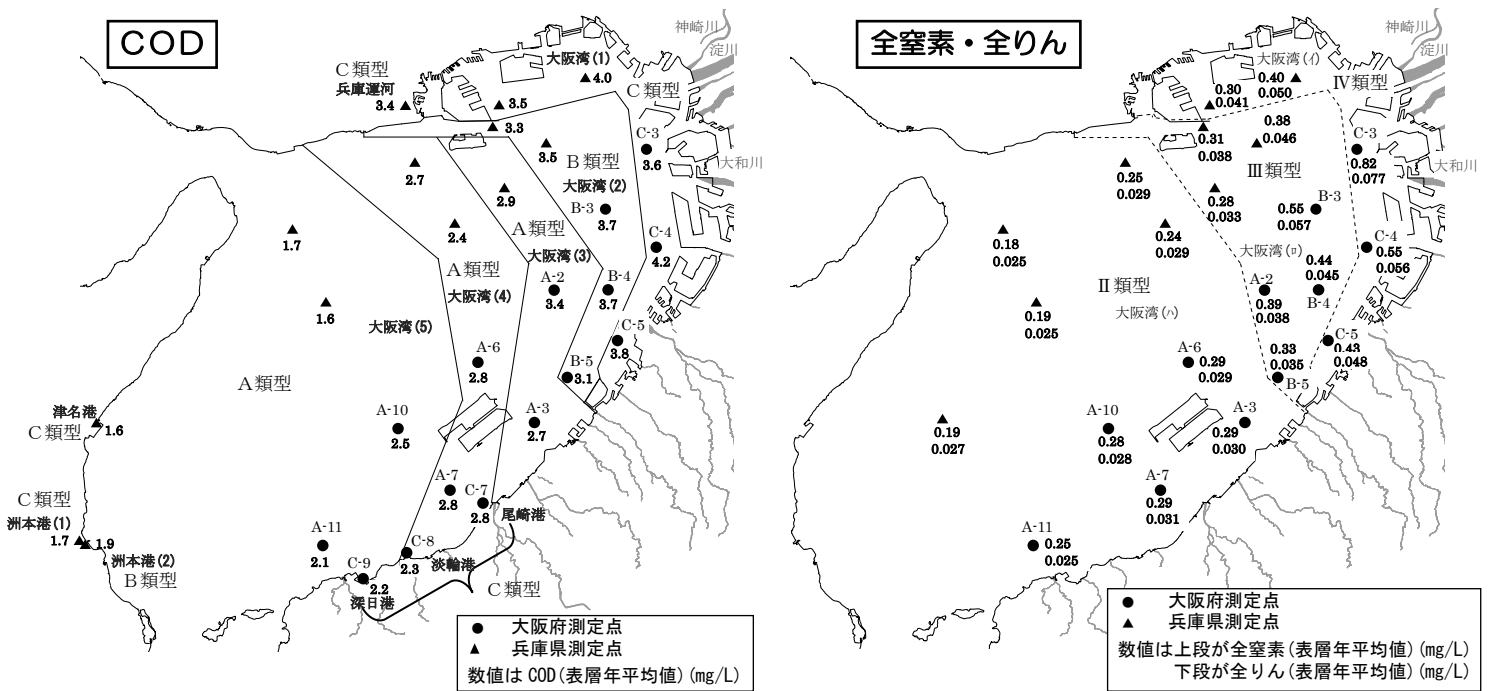 COD
大阪湾(1)
4.0
C類型
C類型
兵庫運河
3.4
3.5
3.3
3.5
B類型
大阪湾(2)
C-3
3.6
2.7
2.9
B-3
3.7
1.7
2.4
A類型
大阪湾(3)
C-4
4.2
A類型
大阪湾(4)
A-2
3.4
B-4
3.7
1.6
大阪湾(5)
C-5
3.8
A-6
2.8
B-5
3.1
A類型
津名港
1.6
C類型
A-10
2.5
A-3
2.7
A-7
2.8
C-7
2.8
尾崎港
C類型
洲本港(1)
1.7
1.9
洲本港(2)
B類型
A-11
2.1
C-8
2.3
淡輪港
C-9
2.2
深日港
C類型
神崎川
淀川
大和川
● 大阪府測定点
▲ 兵庫県測定点
数値は COD(表層年平均値)(mg/L)
全窒素・全りん
神崎川
淀川
大和川
大阪湾(イ)
0.40
0.050
Ⅳ類型
0.30
0.041
0.31
0.038
0.38
0.046
C-3
0.82
0.077
Ⅲ類型
0.25
0.029
0.28
0.033
B-3
0.55
0.057
0.18
0.025
0.24
0.029
大阪湾(ロ)
C-4
0.55
0.056
Ⅱ類型
大阪湾(ハ)
A-2
0.39
0.038
0.44
0.045
B-4
0.19
0.025
C-5
0.43
0.048
A-6
0.29
0.029
0.33
0.035
B-5
0.19
0.027
A-10
0.28
0.028
A-3
0.29
0.030
A-7
0.29
0.031
A-11
0.25
0.025
● 大阪府測定点
▲ 兵庫県測定点
数値は上段が全窒素(表層年平均値)(mg/L)
下段が全りん(表層年平均値)(mg/L)